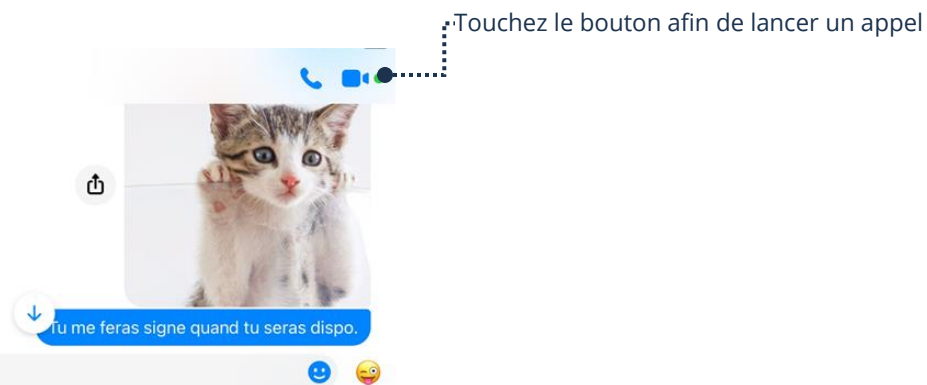 Touchez le bouton afin de lancer un appel
Tu me feras signe quand tu seras dispo.